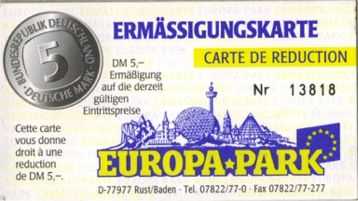 BUNDESREPUBLIK DEUTSCHLAND
5
DEUTSCHE MARK
ERMÄSSIGUNGSKARTE
CARTE DE REDUCTION
DM 5,–
Ermäßigung
auf die derzeit
gültigen
Eintrittspreise
Nr 13818
Cette carte
vous donne
droit à une
reduction
de DM 5,–.
EUROPA PARK
D-77977 Rust/Baden · Tel. 07822/77-0 · Fax 07822/77-277